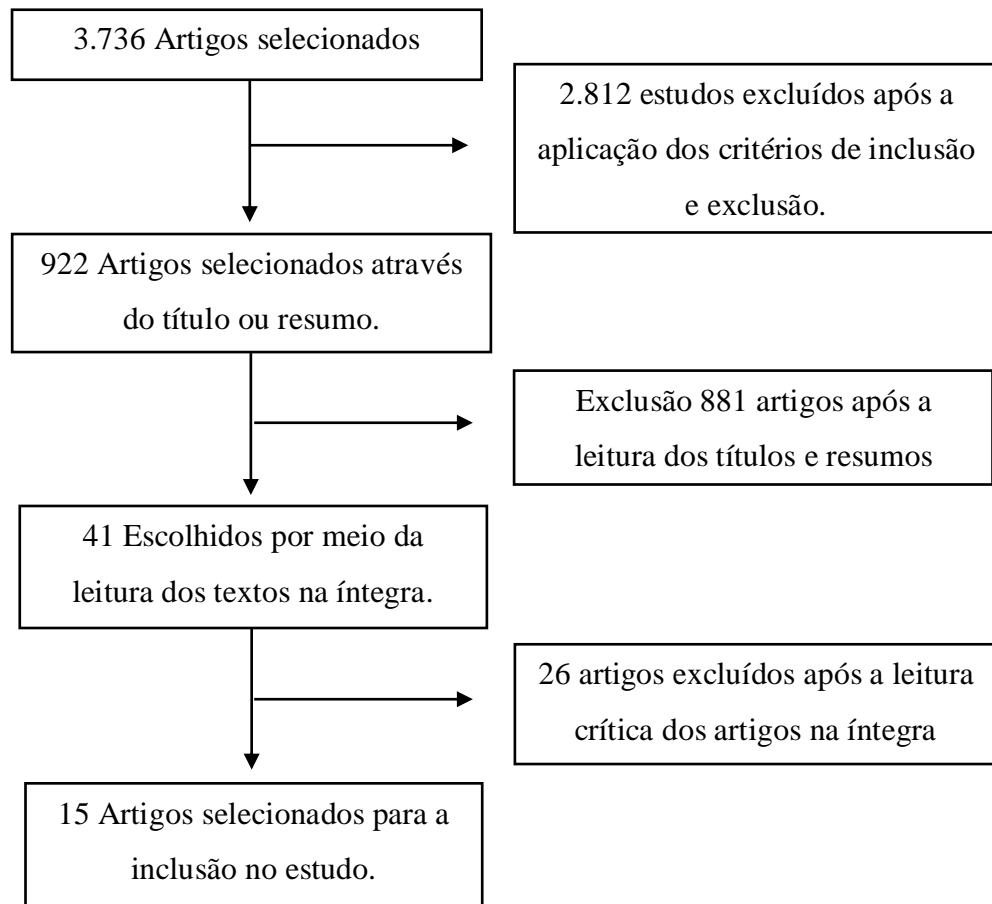 3.736 Artigos selecionados
2.812 estudos excluídos após a
aplicação dos critérios de inclusão
e exclusão.
922 Artigos selecionados através
do título ou resumo.
Exclusão 881 artigos após a
leitura dos títulos e resumos
41 Escolhidos por meio da
leitura dos textos na íntegra.
26 artigos excluídos após a leitura
crítica dos artigos na íntegra
15 Artigos selecionados para a
inclusão no estudo.